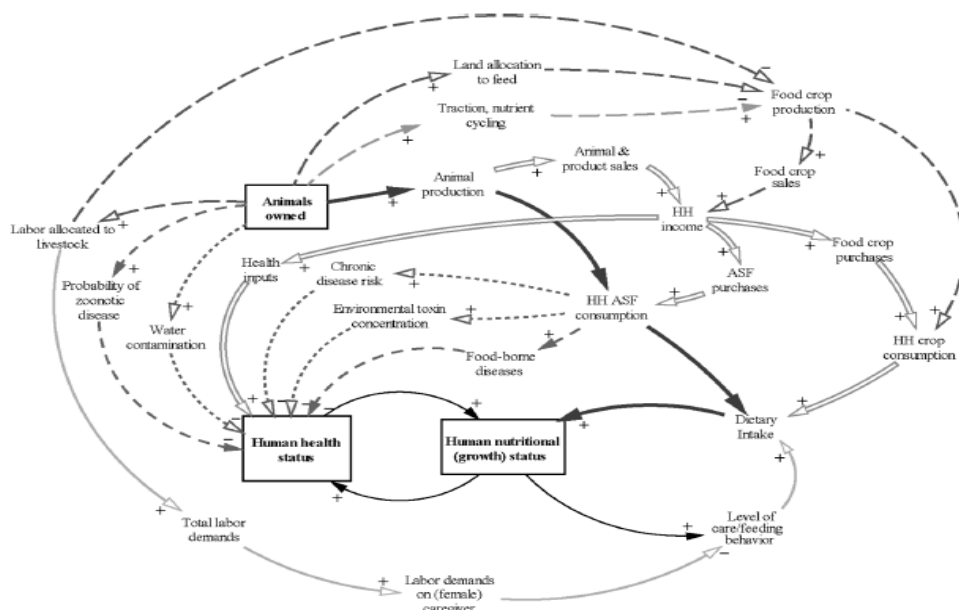 Land allocation
to feed
Food crop
production
Traction, nutrient
cycling
Animal &
product sales
Food crop
sales
Animal
production
Animals
owned
HH
income
Labor allocated to
livestock
Food crop
purchases
Health
inputs
Chronic
disease risk
ASF
purchases
Probability of
zoonotic
disease
HH ASF
consumption
Environmental toxin
concentration
Water
contamination
HH crop
consumption
Food-borne
diseases
Dietary
Intake
Human health
status
Human nutritional
(growth) status
Total labor
demands
Level of
care/feeding
behavior
Labor demands
on (female)
caregiver